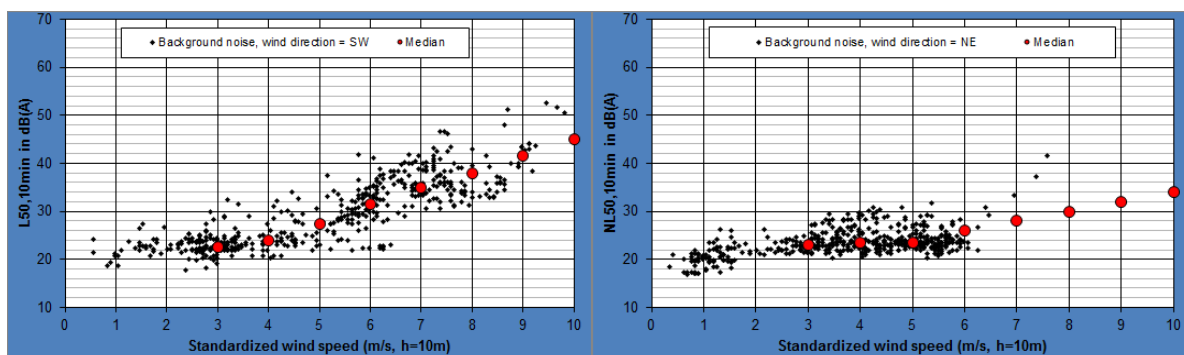 70
60
50
40
30
20
10
L50,10min in dB(A)
Background noise, wind direction = SW
Median
0 1 2 3 4 5 6 7 8 9 10
Standardized wind speed (m/s, h=10m)
70
60
50
40
30
20
10
NL50,10min in dB(A)
Background noise, wind direction = NE
Median
0 1 2 3 4 5 6 7 8 9 10
Standardized wind speed (m/s, h=10m)